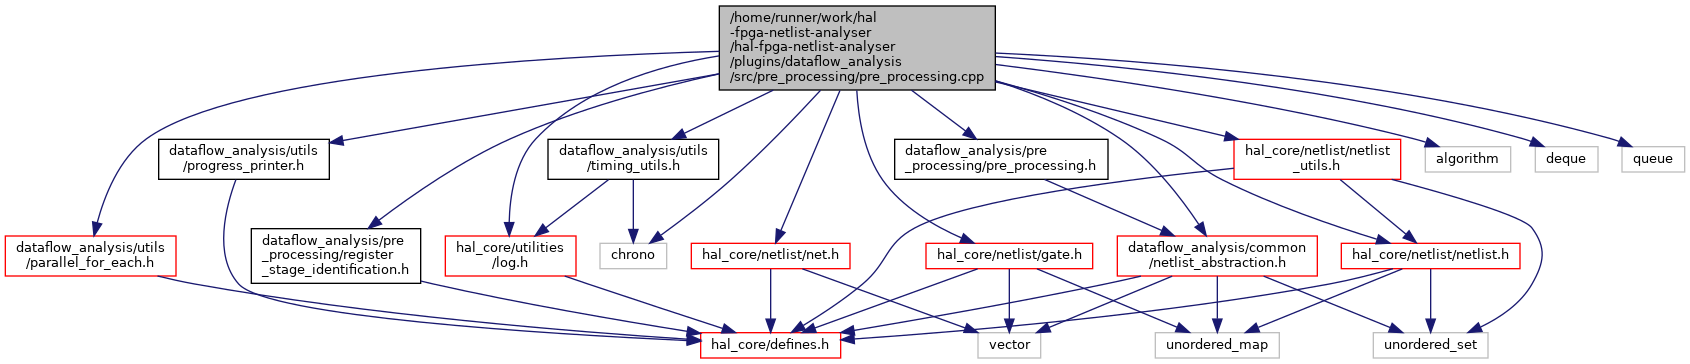 /home/runner/work/hal
-fpga-netlist-analyser
/hal-fpga-netlist-analyser
/plugins/dataflow_analysis
/src/pre_processing/pre_processing.cpp
dataflow_analysis/utils
/progress_printer.h
dataflow_analysis/utils
/timing_utils.h
dataflow_analysis/pre
_processing/pre_processing.h
hal_core/netlist/netlist
_utils.h
algorithm
deque
queue
dataflow_analysis/utils
/parallel_for_each.h
dataflow_analysis/pre
_processing/register
_stage_identification.h
hal_core/utilities
/log.h
chrono
hal_core/netlist/net.h
hal_core/netlist/gate.h
dataflow_analysis/common
/netlist_abstraction.h
hal_core/netlist/netlist.h
hal_core/defines.h
vector
unordered_map
unordered_set